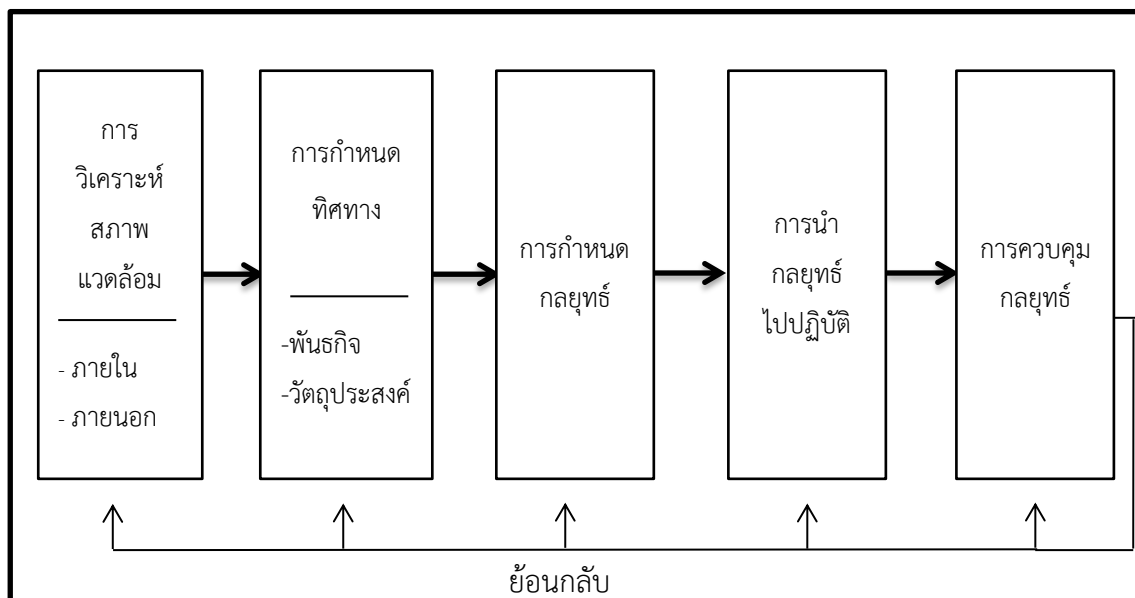 การ
วิเคราะห์
สภาพ
แวดล้อม
- ภายใน
- ภายนอก
การกำหนด
ทิศทาง
-พันธกิจ
-วัตถุประสงค์
การกำหนด
กลยุทธ์
การนำ
กลยุทธ์
ไปปฏิบัติ
การควบคุม
กลยุทธ์
ย้อนกลับ